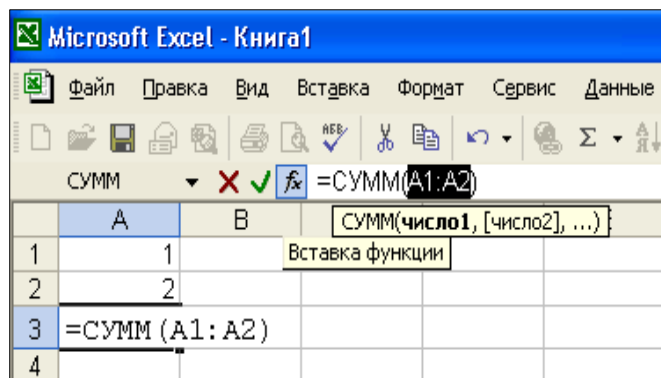 Microsoft Excel - Книга1
Файл Правка Вид Вставка Формат Сервис Данные
СУММ fx =СУММ(A1:A2)
A B СУММ(число1, [число2], ...)
1 1 Вставка функции
2 2
3 =СУММ(A1:A2)
4